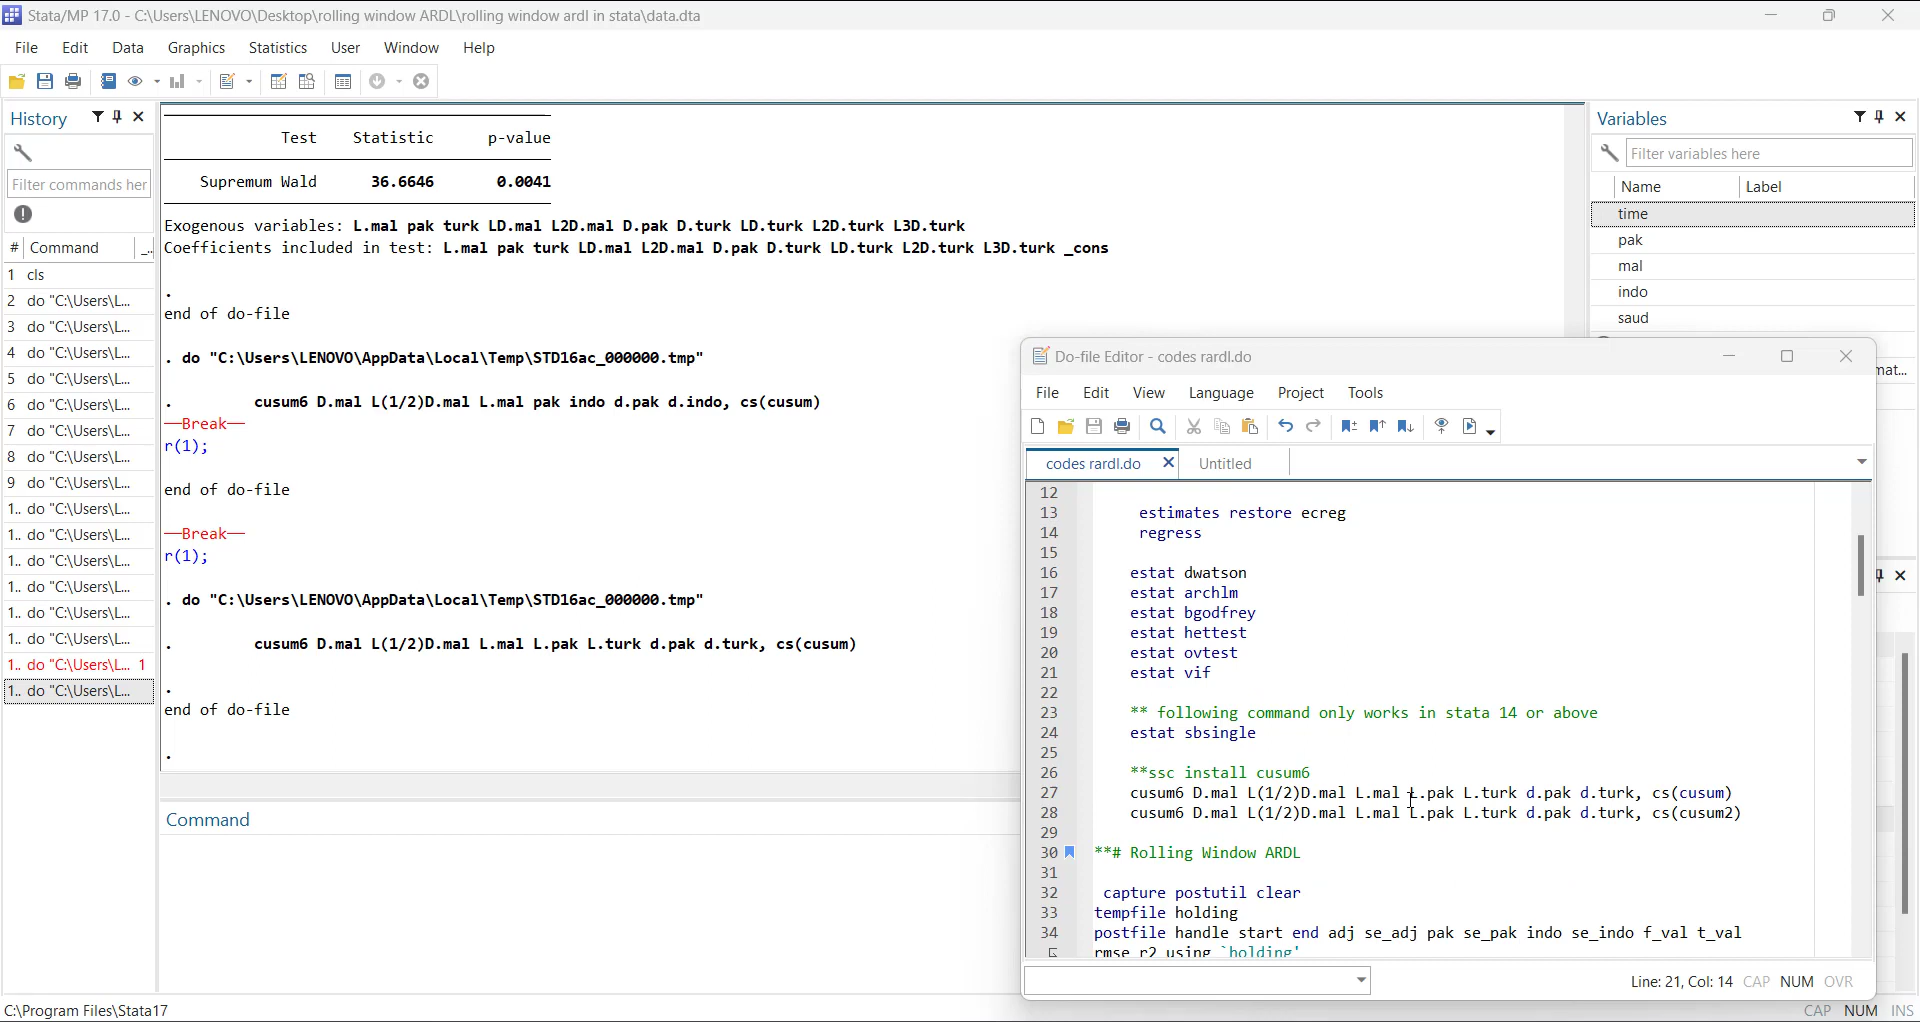 Stata/MP 17.0 - C:\Users\LENOVO\Desktop\rolling window ARDL\rolling window ardl in stata\data.dta
File Edit Data Graphics Statistics User Window Help
History
Filter commands her
# Command
1 cls
2 do "C:\Users\L...
3 do "C:\Users\L...
4 do "C:\Users\L...
5 do "C:\Users\L...
6 do "C:\Users\L...
7 do "C:\Users\L...
8 do "C:\Users\L...
9 do "C:\Users\L...
1.. do "C:\Users\L...
1.. do "C:\Users\L...
1.. do "C:\Users\L...
1.. do "C:\Users\L...
1.. do "C:\Users\L...
1.. do "C:\Users\L...
1.. do "C:\Users\L... 1
1.. do "C:\Users\L...
Test Statistic p-value
Supremum Wald 36.6646 0.0041
Exogenous variables: L.mal pak turk LD.mal L2D.mal D.pak D.turk LD.turk L2D.turk L3D.turk
Coefficients included in test: L.mal pak turk LD.mal L2D.mal D.pak D.turk LD.turk L2D.turk L3D.turk _cons
.
end of do-file
. do "C:\Users\LENOVO\AppData\Local\Temp\STD16ac_000000.tmp"
. cusum6 D.mal L(1/2)D.mal L.mal pak indo d.pak d.indo, cs(cusum)
—Break—
r(1);
end of do-file
—Break—
r(1);
. do "C:\Users\LENOVO\AppData\Local\Temp\STD16ac_000000.tmp"
. cusum6 D.mal L(1/2)D.mal L.mal L.pak L.turk d.pak d.turk, cs(cusum)
.
end of do-file
.
Command
Variables
Filter variables here
Name Label
time
pak
mal
indo
saud
mat...
Do-file Editor - codes rardl.do
File Edit View Language Project Tools
codes rardl.do Untitled
12
13 estimates restore ecreg
14 regress
15
16 estat dwatson
17 estat archlm
18 estat bgodfrey
19 estat hettest
20 estat ovtest
21 estat vif
22
23 ** following command only works in stata 14 or above
24 estat sbsingle
25
26 **ssc install cusum6
27 cusum6 D.mal L(1/2)D.mal L.mal L.pak L.turk d.pak d.turk, cs(cusum)
28 cusum6 D.mal L(1/2)D.mal L.mal L.pak L.turk d.pak d.turk, cs(cusum2)
29
30 **# Rolling Window ARDL
31
32 capture postutil clear
33 tempfile holding
34 postfile handle start end adj se_adj pak se_pak indo se_indo f_val t_val
rmse r2 using `holding'
Line: 21, Col: 14 CAP NUM OVR
C:\Program Files\Stata17
CAP NUM INS